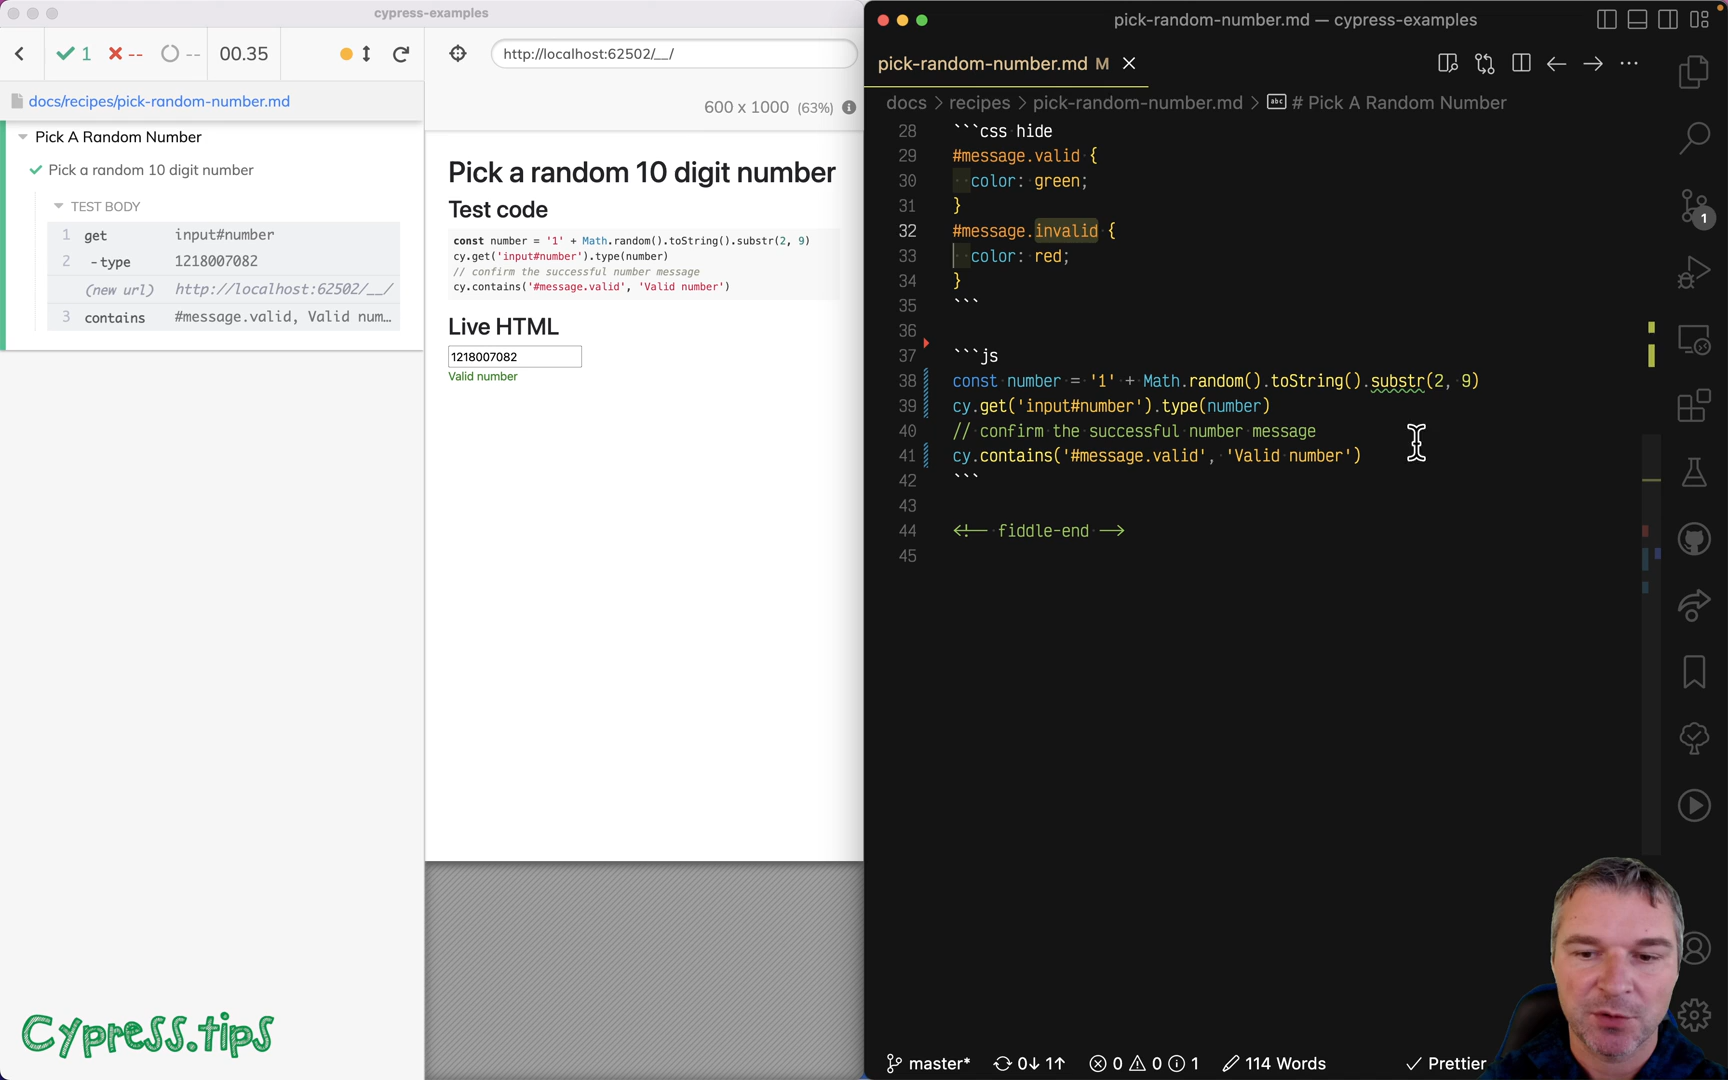 cypress-examples
1
--
--
00.35
http://localhost:62502/__/
docs/recipes/pick-random-number.md
600 x 1000 (63%)
Pick A Random Number
Pick a random 10 digit number
TEST BODY
1 get input#number
2 -type 1218007082
(new url) http://localhost:62502/__/
3 contains #message.valid, Valid num…
Cypress.tips
Pick a random 10 digit number
Test code
const number = '1' + Math.random().toString().substr(2, 9)
cy.get('input#number').type(number)
// confirm the successful number message
cy.contains('#message.valid', 'Valid number')
Live HTML
1218007082
Valid number
pick-random-number.md — cypress-examples
pick-random-number.md M
docs > recipes > pick-random-number.md > # Pick A Random Number
28 ```css hide
29 #message.valid {
30 color: green;
31 }
32 #message.invalid {
33 color: red;
34 }
35 ```
36
37 ```js
38 const number = '1' + Math.random().toString().substr(2, 9)
39 cy.get('input#number').type(number)
40 // confirm the successful number message
41 cy.contains('#message.valid', 'Valid number')
42 ```
43
44 <!-- fiddle-end -->
45
1
master* 0↓ 1↑ 0 0 1 114 Words Prettier